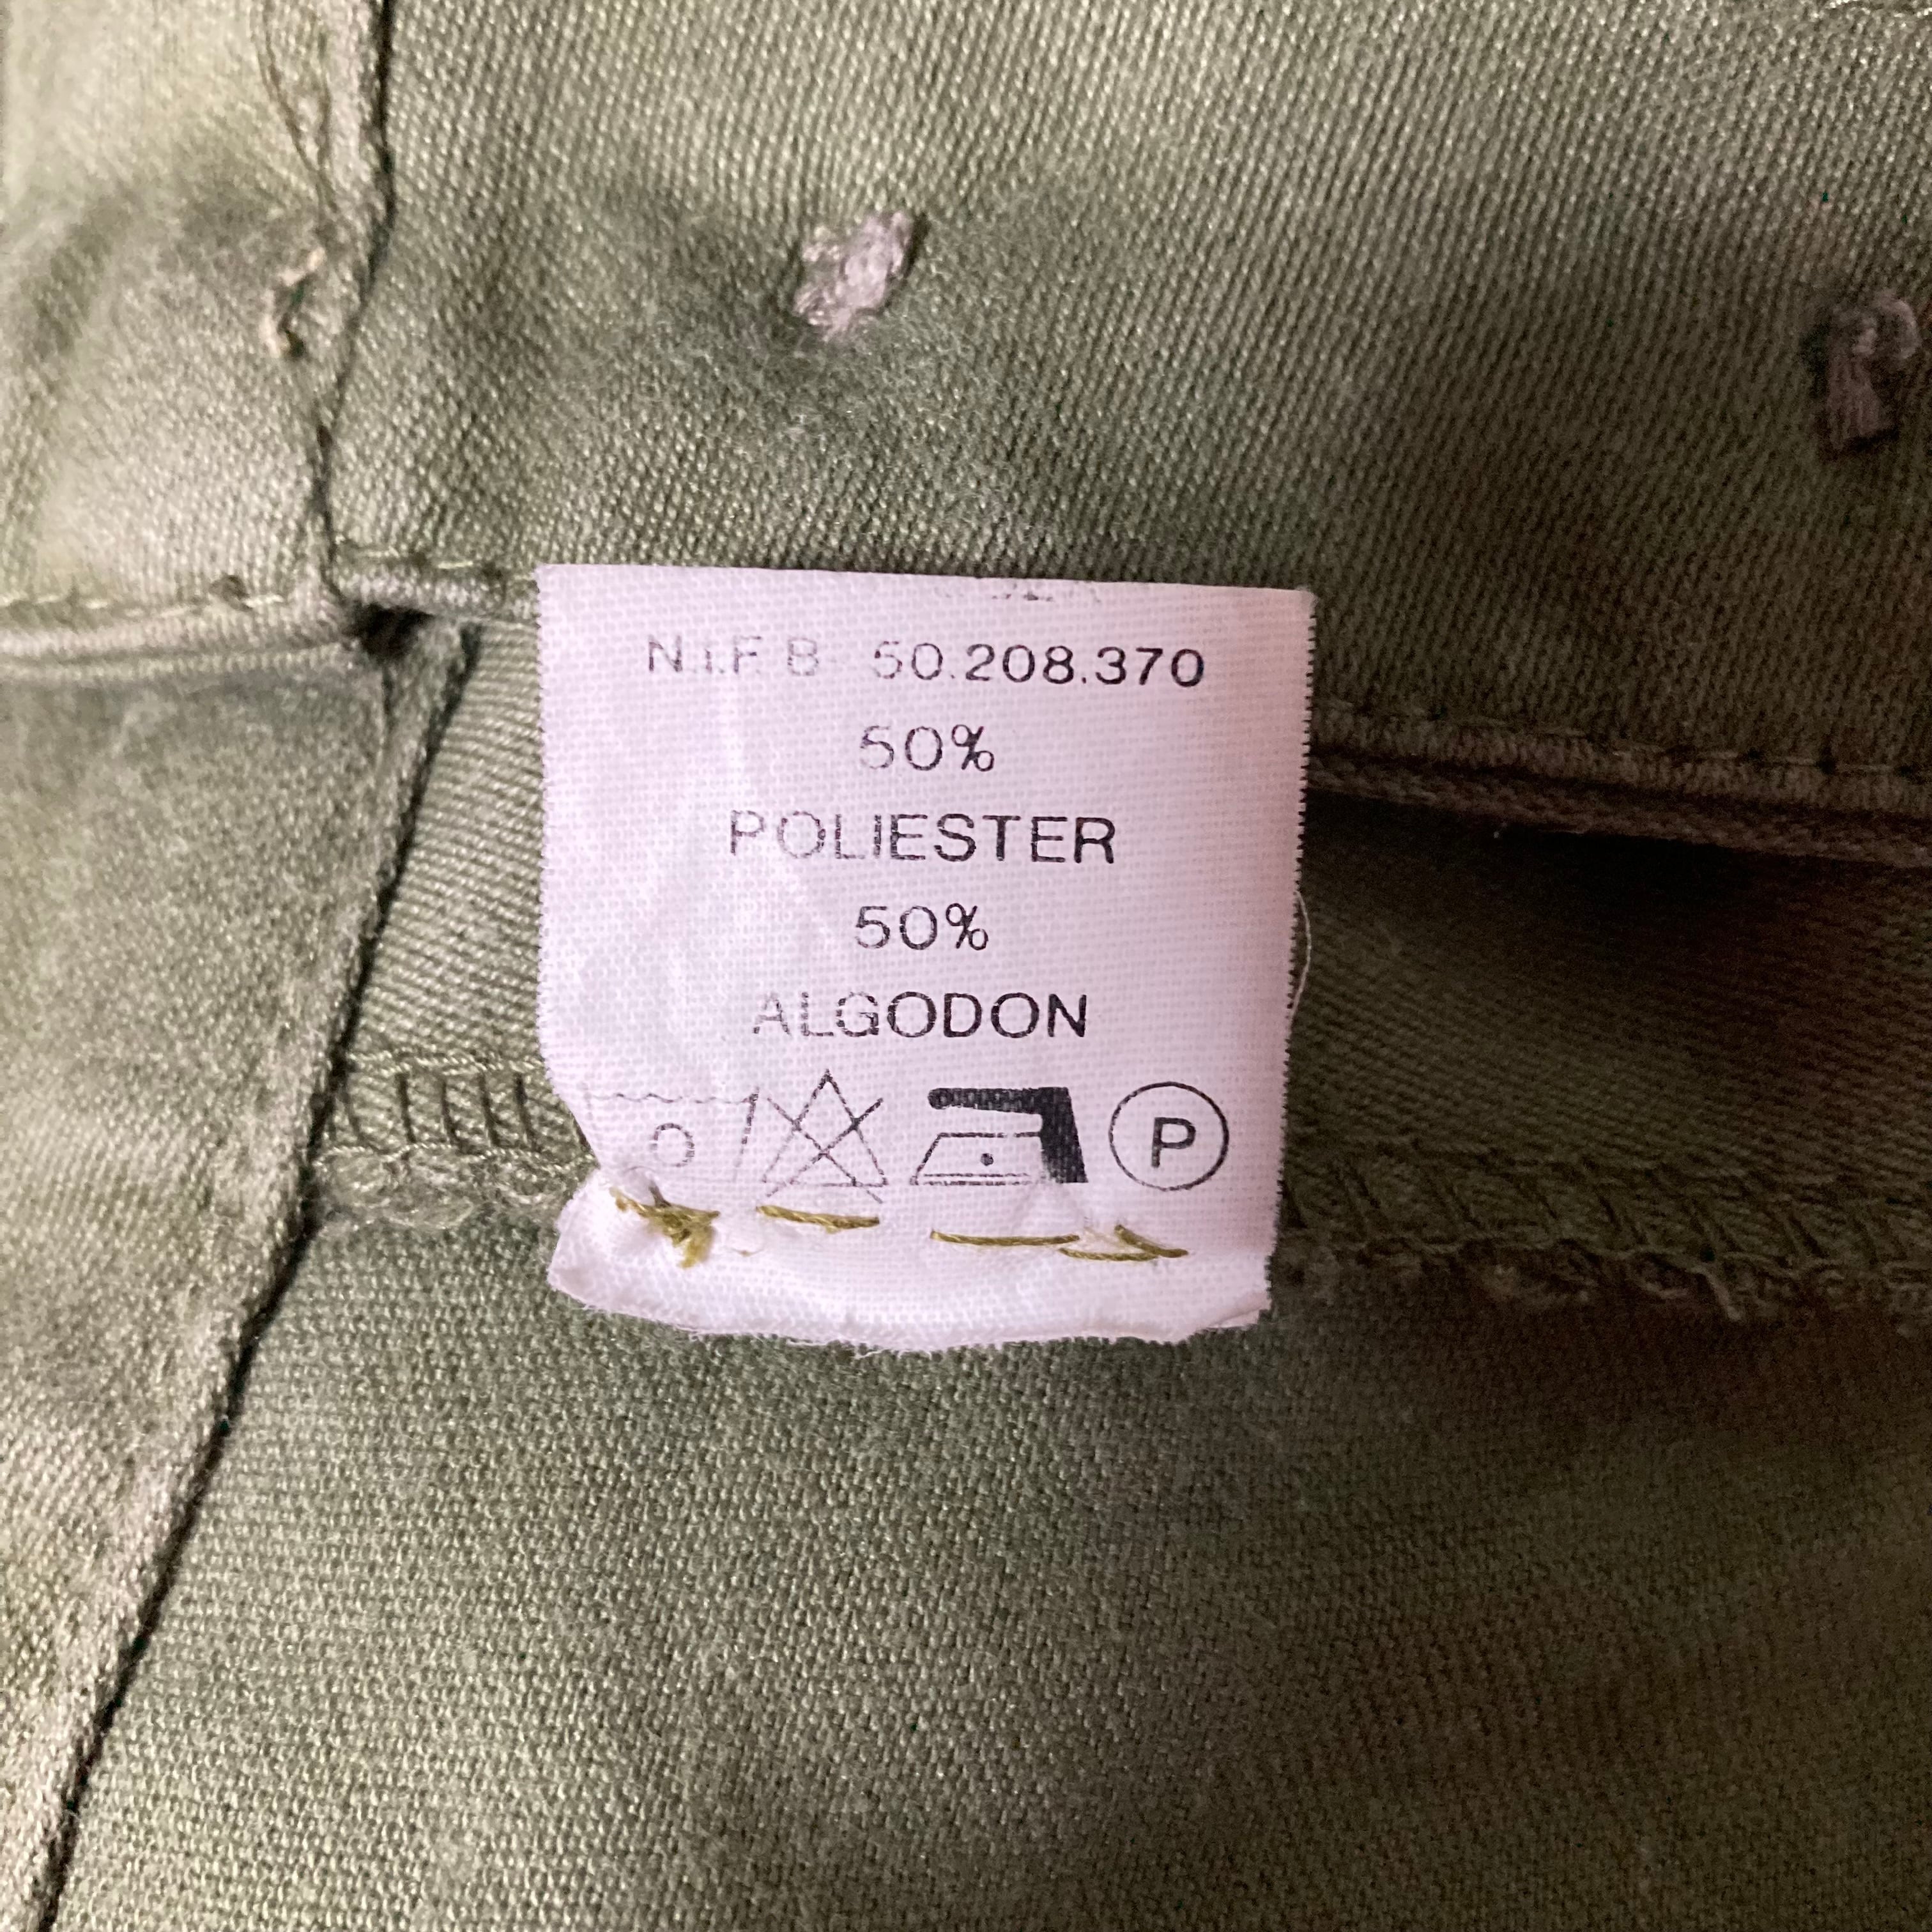 N.I.F. B- 50.208.370
50%
POLIESTER
50%
ALGODON
P